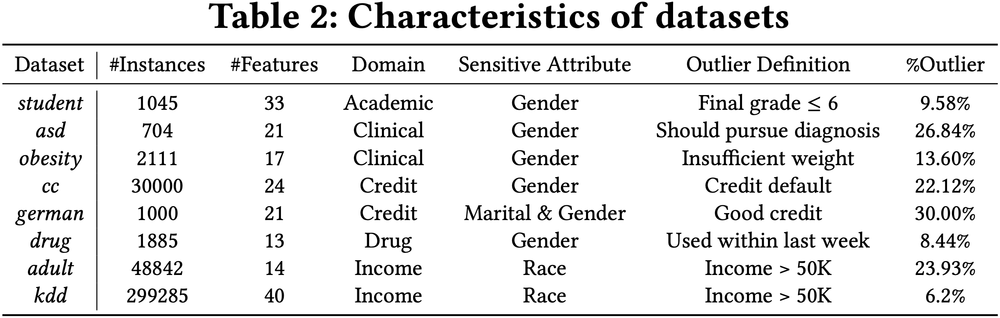 Table 2: Characteristics of datasets
Dataset #Instances #Features Domain Sensitive Attribute Outlier Definition %Outlier
student 1045 33 Academic Gender Final grade ≤ 6 9.58%
asd 704 21 Clinical Gender Should pursue diagnosis 26.84%
obesity 2111 17 Clinical Gender Insufficient weight 13.60%
cc 30000 24 Credit Gender Credit default 22.12%
german 1000 21 Credit Marital & Gender Good credit 30.00%
drug 1885 13 Drug Gender Used within last week 8.44%
adult 48842 14 Income Race Income > 50K 23.93%
kdd 299285 40 Income Race Income > 50K 6.2%